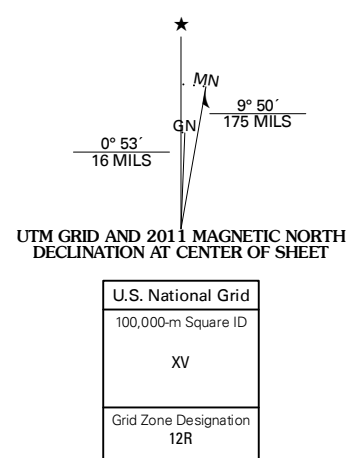 ★
MN
GN
9° 50´
175 MILS
0° 53´
16 MILS
UTM GRID AND 2011 MAGNETIC NORTH
DECLINATION AT CENTER OF SHEET
U.S. National Grid
100,000-m Square ID
XV
Grid Zone Designation
12R